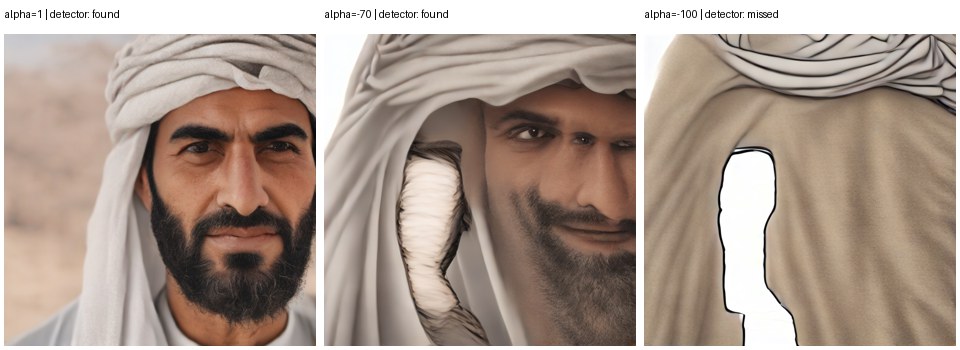 alpha=1 | detector: found
alpha=-70 | detector: found
alpha=-100 | detector: missed